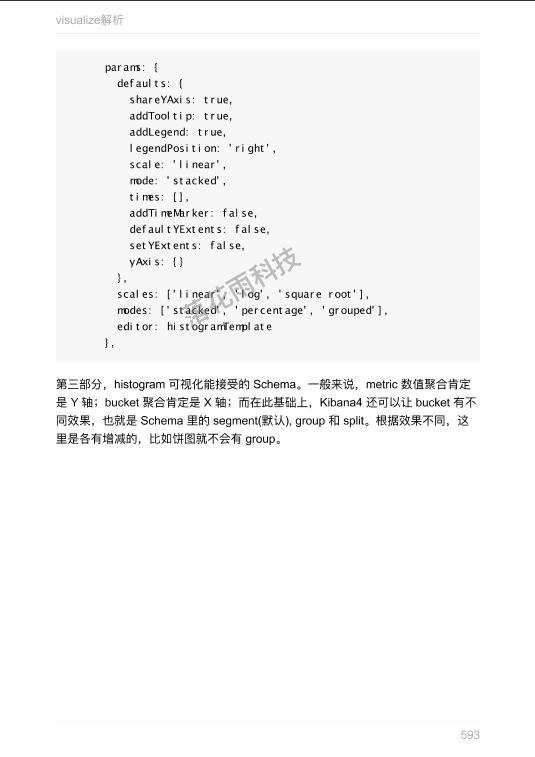 visualize解析
params: {
defaults: {
shareYAxis: true,
addTooltip: true,
addLegend: true,
legendPosition: 'right',
scale: 'linear',
mode: 'stacked',
times: [],
addTimeMarker: false,
defaultYExtents: false,
setYExtents: false,
yAxis: {}
},
scales: ['linear', 'log', 'square root'],
modes: ['stacked', 'percentage', 'grouped'],
editor: histogramTemplate
},
落花雨科技
第三部分，histogram 可视化能接受的 Schema。一般来说，metric 数值聚合肯定
是 Y 轴；bucket 聚合肯定是 X 轴；而在此基础上，Kibana4 还可以让 bucket 有不
同效果，也就是 Schema 里的 segment(默认), group 和 split。根据效果不同，这
里是各有增减的，比如饼图就不会有 group。
593